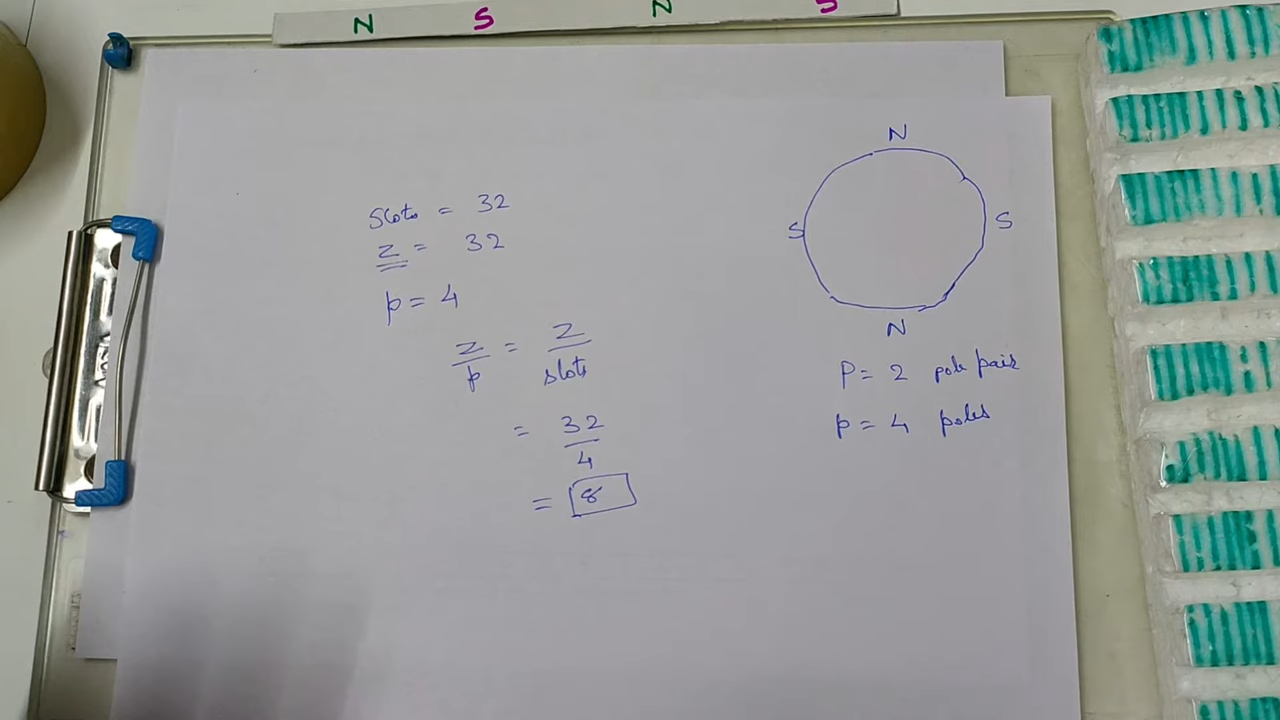 N S N S
slots = 32
z = 32
p = 4
z/p = z/slots
= 32/4
= 8
N
S S
N
P = 2 pole pair
p = 4 poles